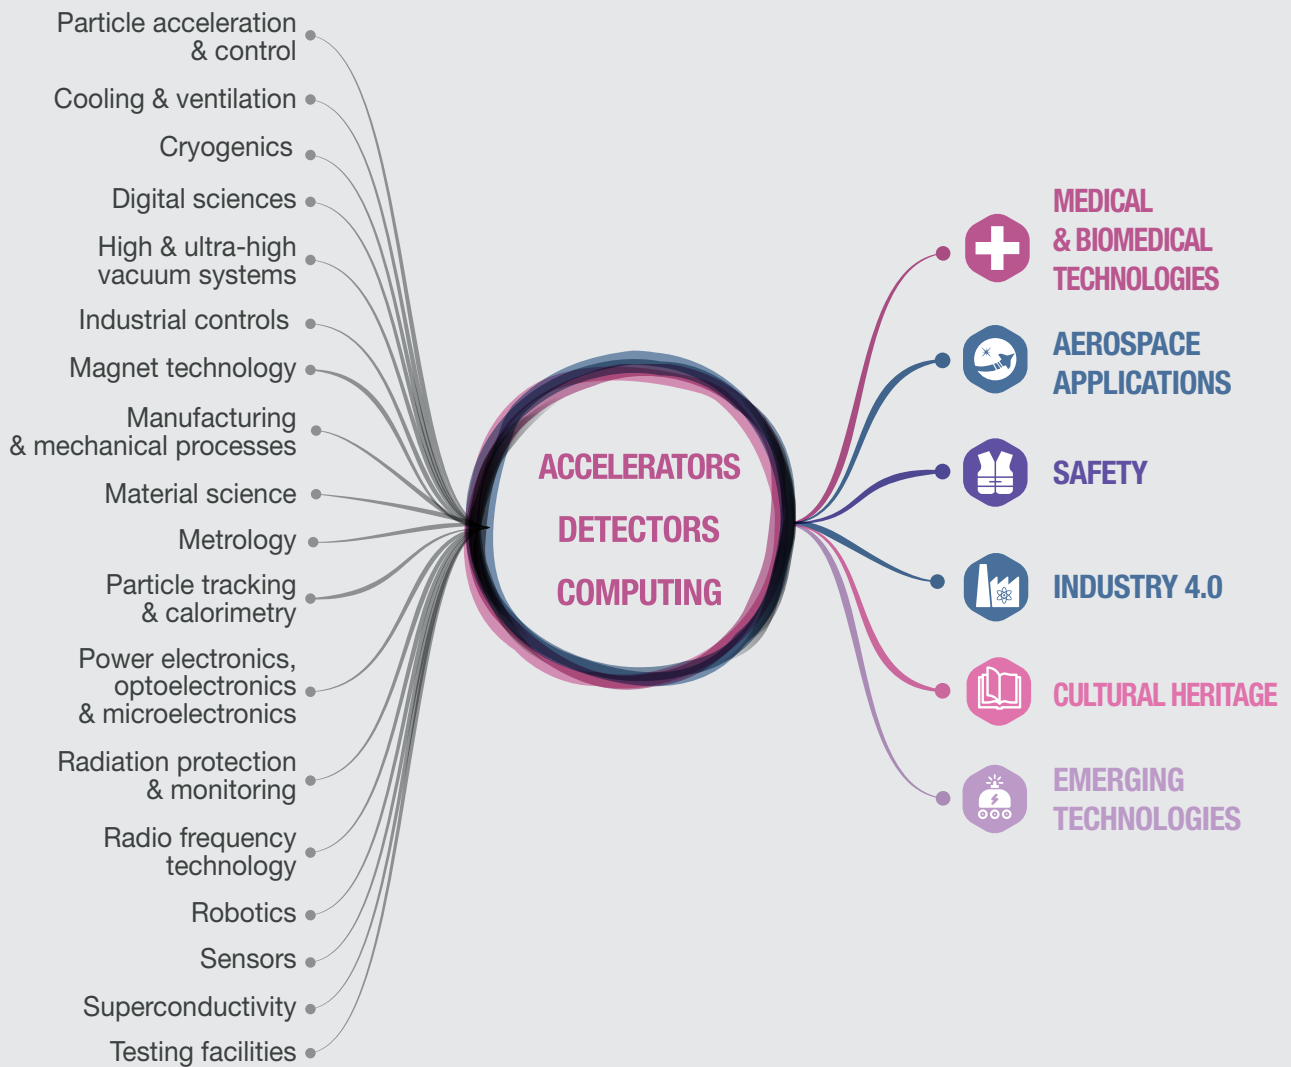 Particle acceleration
& control
Cooling & ventilation
Cryogenics
Digital sciences
High & ultra-high
vacuum systems
Industrial controls
Magnet technology
Manufacturing
& mechanical processes
Material science
Metrology
Particle tracking
& calorimetry
Power electronics,
optoelectronics
& microelectronics
Radiation protection
& monitoring
Radio frequency
technology
Robotics
Sensors
Superconductivity
Testing facilities
ACCELERATORS
DETECTORS
COMPUTING
MEDICAL
& BIOMEDICAL
TECHNOLOGIES
AEROSPACE
APPLICATIONS
SAFETY
INDUSTRY 4.0
CULTURAL HERITAGE
EMERGING
TECHNOLOGIES